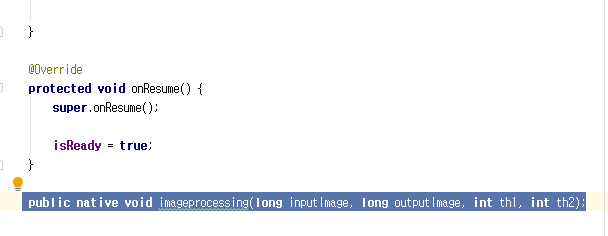 }
@Override
protected void onResume() {
super.onResume();
isReady = true;
}
public native void imageprocessing(long inputImage, long outputImage, int th1, int th2);